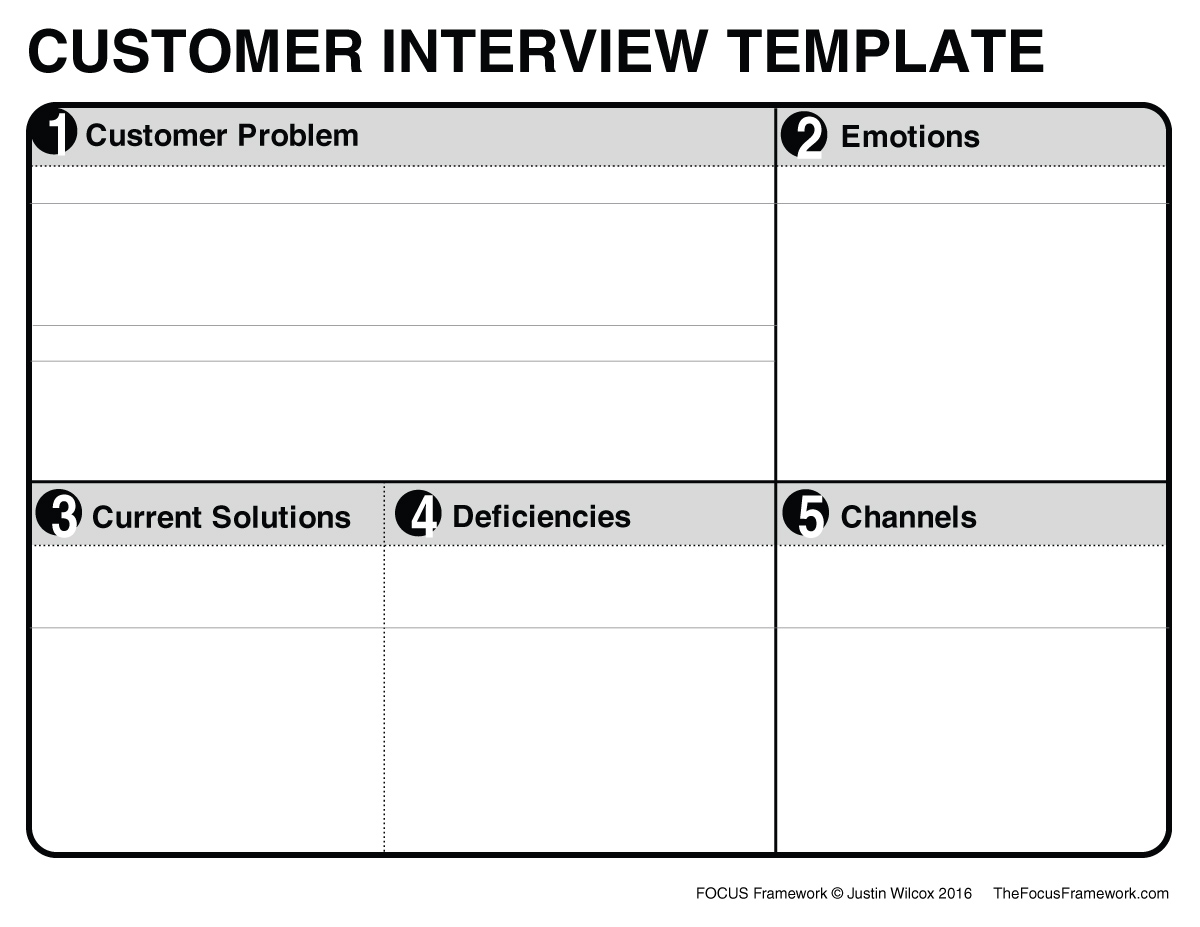 CUSTOMER INTERVIEW TEMPLATE
1 Customer Problem
2 Emotions
3 Current Solutions
4 Deficiencies
5 Channels
FOCUS Framework © Justin Wilcox 2016 TheFocusFramework.com